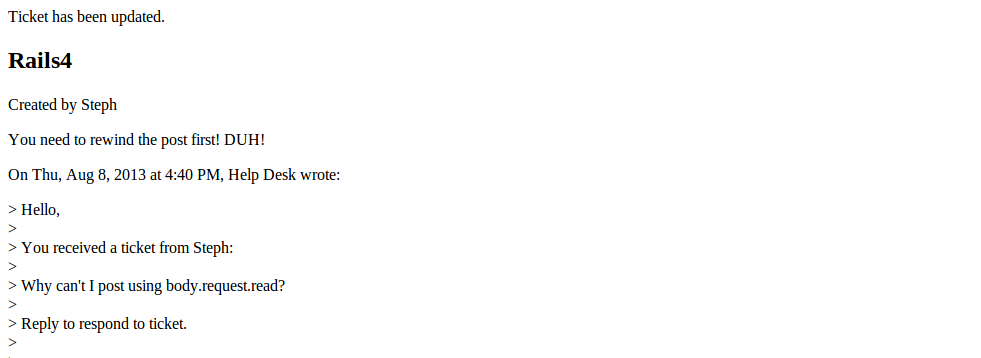 Ticket has been updated.
Rails4
Created by Steph
You need to rewind the post first! DUH!
On Thu, Aug 8, 2013 at 4:40 PM, Help Desk wrote:
> Hello,
>
> You received a ticket from Steph:
>
> Why can't I post using body.request.read?
>
> Reply to respond to ticket.
>